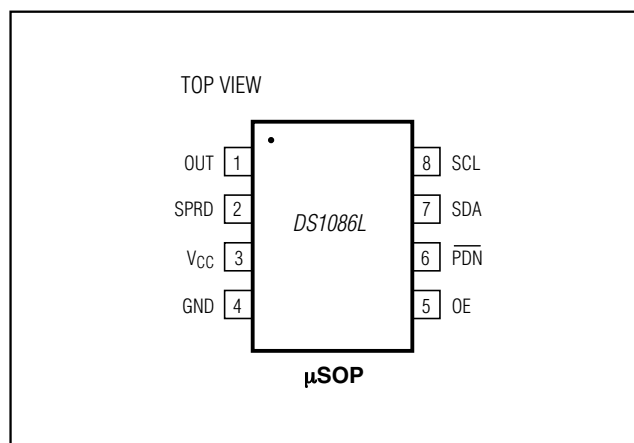 TOP VIEW
OUT 1
SPRD 2
VCC 3
GND 4
DS1086L
8 SCL
7 SDA
6 PDN
5 OE
µSOP